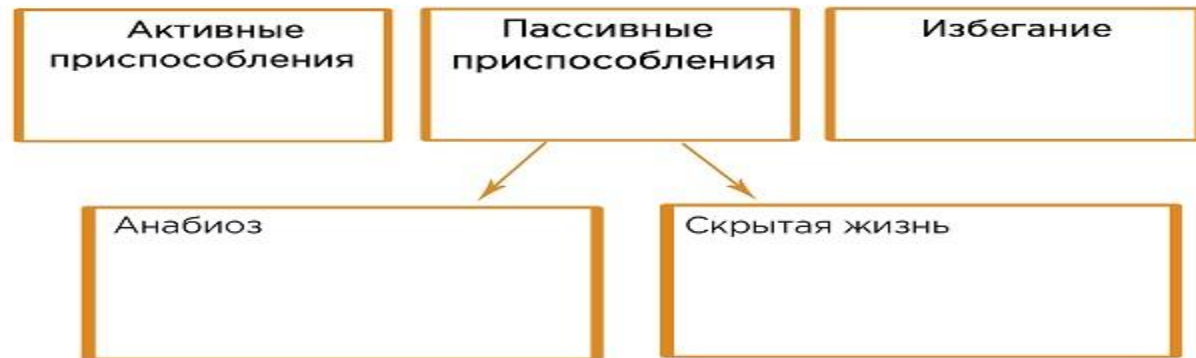 Активные
приспособления
Пассивные
приспособления
Избегание
Анабиоз
Скрытая жизнь